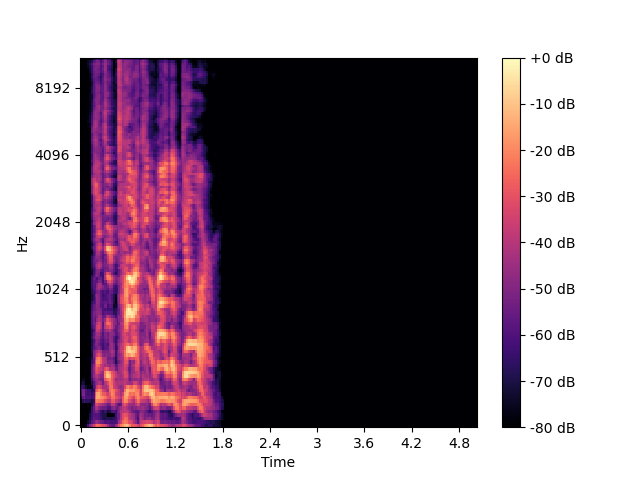 +0 dB
8192
-10 dB
4096
-20 dB
-30 dB
2048
Hz
-40 dB
1024
-50 dB
512
-60 dB
-70 dB
0
-80 dB
0 0.6 1.2 1.8 2.4 3 3.6 4.2 4.8
Time